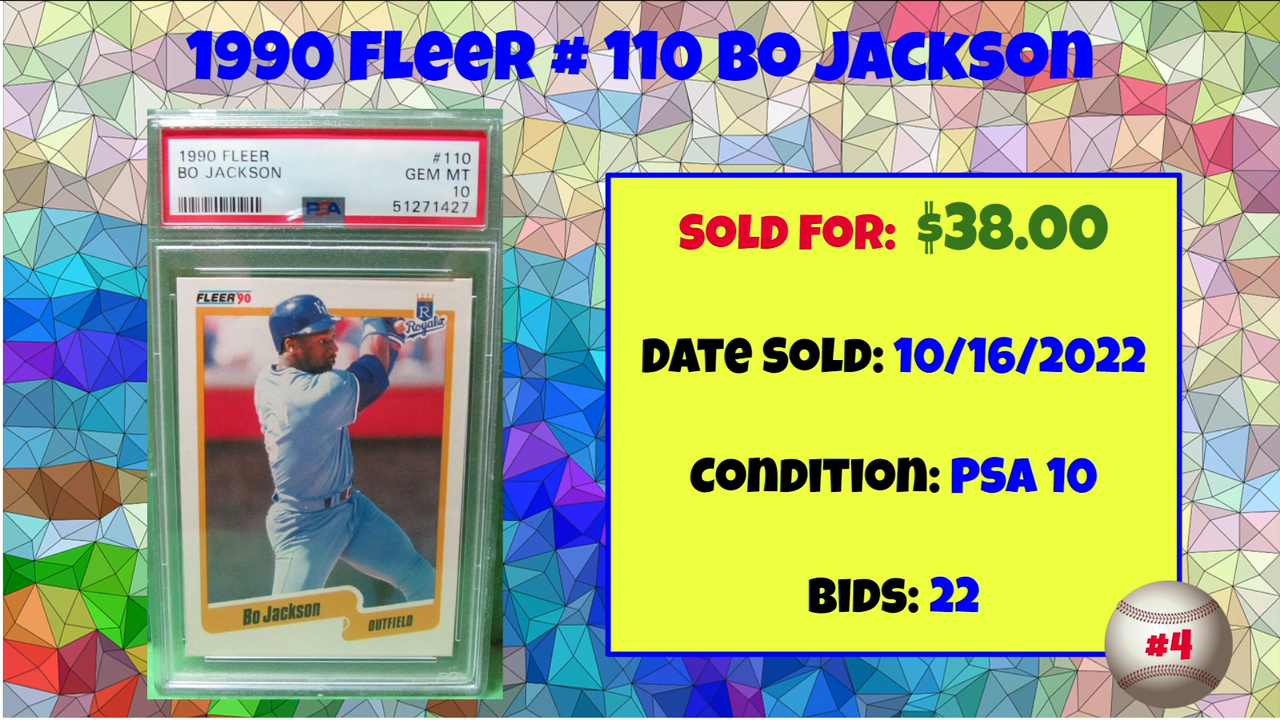 1990 FLeeR # 110 BO JACKSON
1990 FLEER #110
BO JACKSON GEM MT
10
PSA 51271427
FLEER'90
R
Royals
Bo Jackson
OUTFIELD
SOLD FOR: $38.00
DATe SOLD: 10/16/2022
CONDITION: PSA 10
BIDS: 22
#4